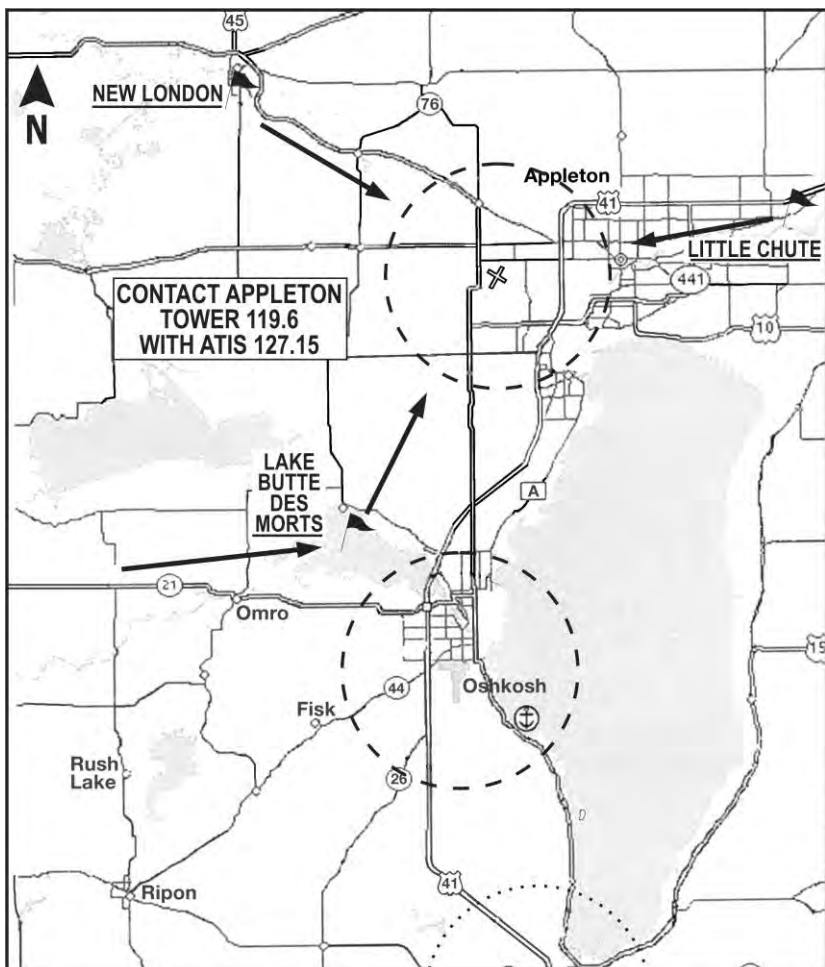 45
NEW LONDON
N
76
Appleton
41
LITTLE CHUTE
441
CONTACT APPLETON
TOWER 119.6
WITH ATIS 127.15
10
LAKE
BUTTE
DES
MORTS
A
21
Omro
15
Oshkosh
44
Fisk
26
Rush
Lake
41
Ripon